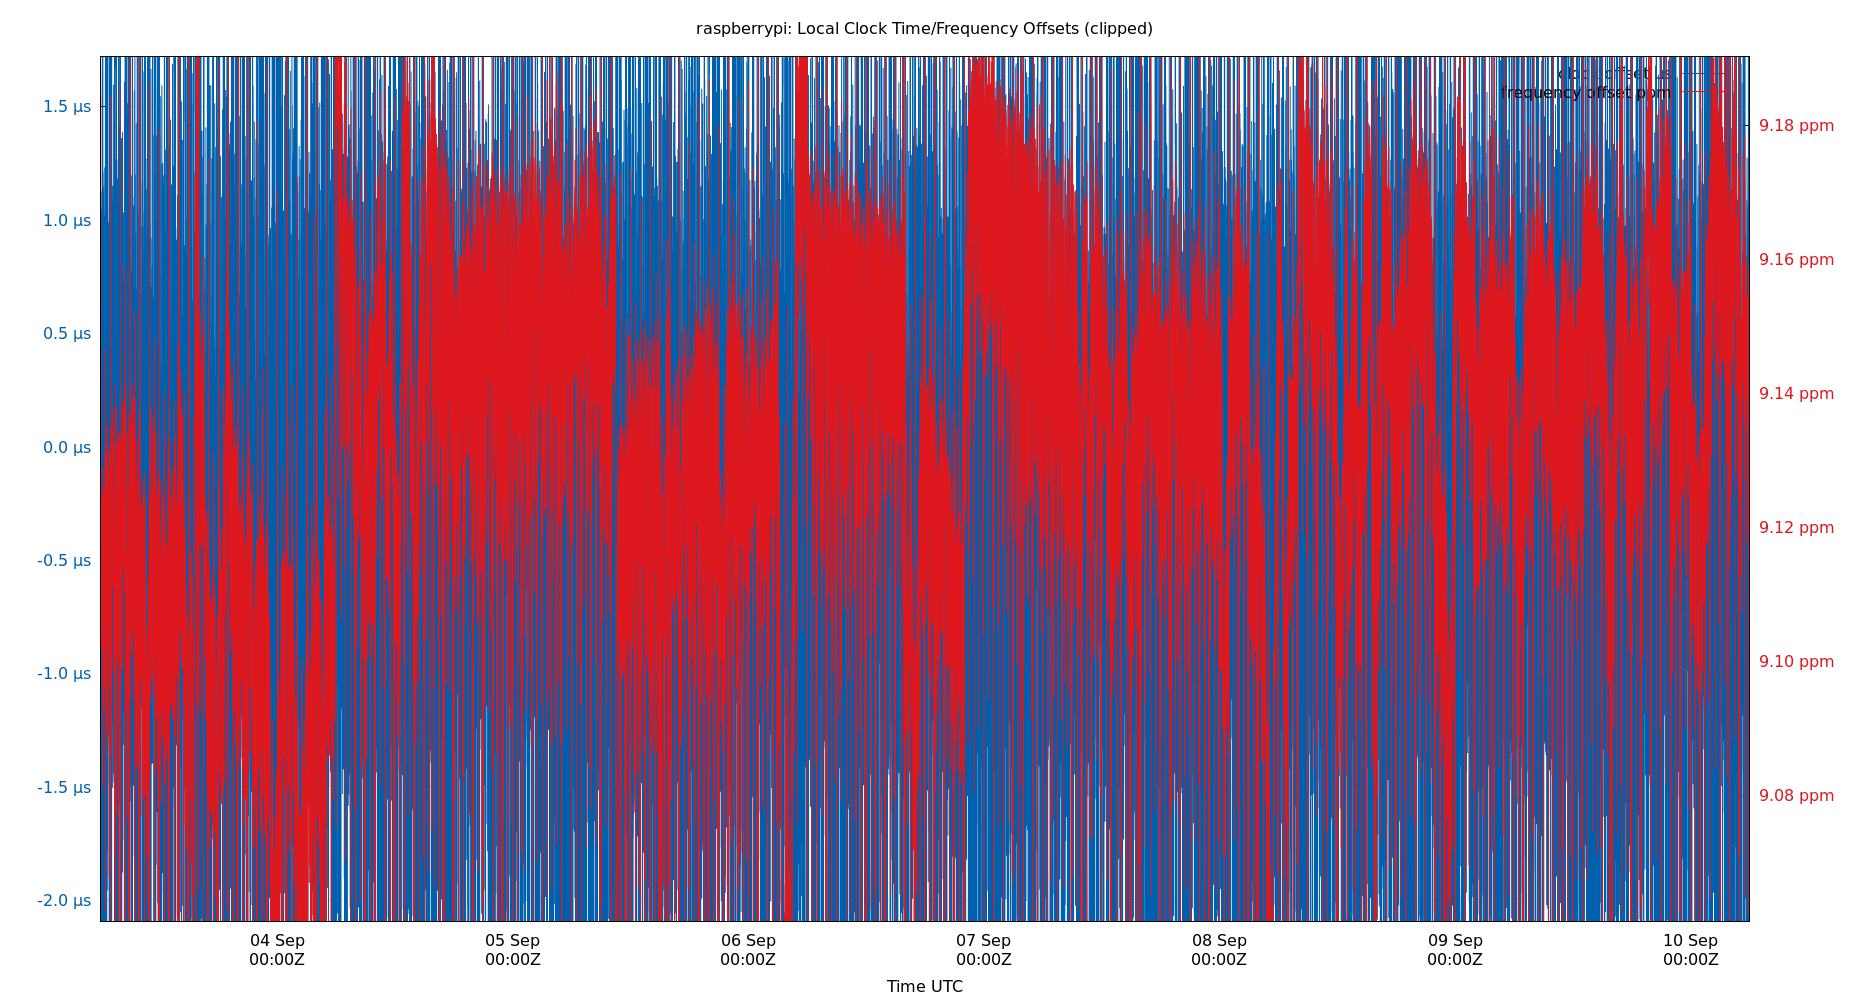 raspberrypi: Local Clock Time/Frequency Offsets (clipped)
clock offset μs
frequency offset ppm
1.5 μs
1.0 μs
0.5 μs
0.0 μs
-0.5 μs
-1.0 μs
-1.5 μs
-2.0 μs
9.18 ppm
9.16 ppm
9.14 ppm
9.12 ppm
9.10 ppm
9.08 ppm
04 Sep
00:00Z
05 Sep
00:00Z
06 Sep
00:00Z
07 Sep
00:00Z
08 Sep
00:00Z
09 Sep
00:00Z
10 Sep
00:00Z
Time UTC